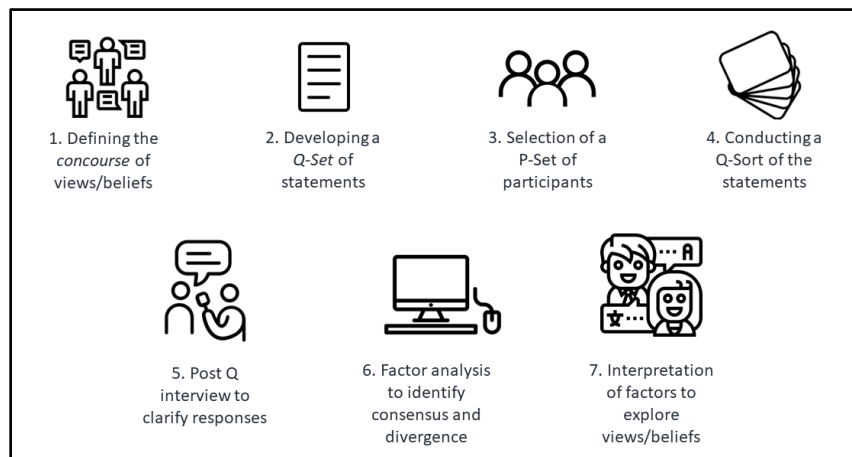 1. Defining the
concourse of
views/beliefs
2. Developing a
Q-Set of
statements
3. Selection of a
P-Set of
participants
4. Conducting a
Q-Sort of the
statements
A
文
5. Post Q
interview to
clarify responses
6. Factor analysis
to identify
consensus and
divergence
7. Interpretation
of factors to
explore
views/beliefs